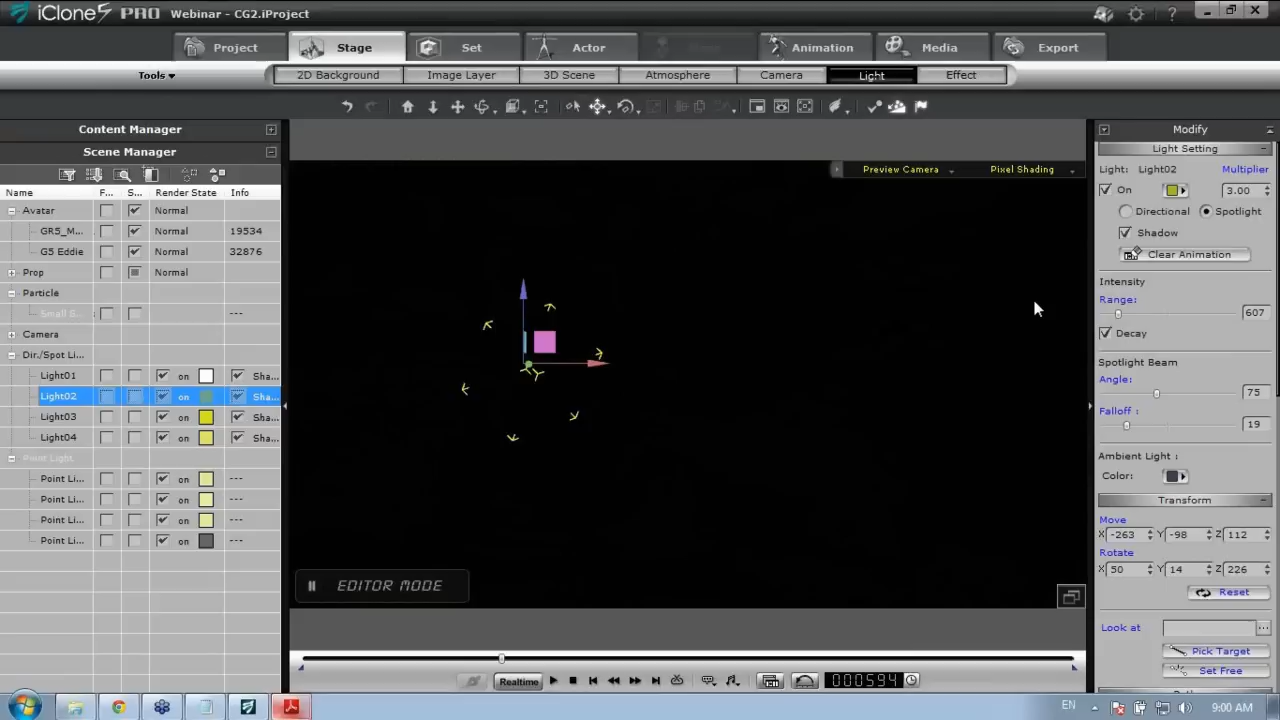 iClone5 PRO Webinar - CG2.iProject
Project Stage Set Actor Animation Media Export
Tools
2D Background Image Layer 3D Scene Atmosphere Camera Light Effect
Content Manager
Scene Manager
Name F... S... Render State Info
Avatar Normal
GR5_M... Normal 19534
G5 Eddie Normal 32876
Prop Normal
Particle
Small S... ---
Camera
Dir./Spot Li...
Light01 on Sha...
Light02 on Sha...
Light03 on Sha...
Light04 on Sha...
Point Light
Point Li... on ---
Point Li... on ---
Point Li... on ---
Point Li... on ---
Preview Camera Pixel Shading
EDITOR MODE
Realtime 000594
Modify
Light Setting
Light: Light02 Multiplier
On 3.00
Directional Spotlight
Shadow
Clear Animation
Intensity
Range: 607
Decay
Spotlight Beam
Angle: 75
Falloff : 19
Ambient Light :
Color:
Transform
Move
X -263 Y -98 Z 112
Rotate
X 50 Y 14 Z 226
Reset
Look at
Pick Target
Set Free
EN 9:00 AM